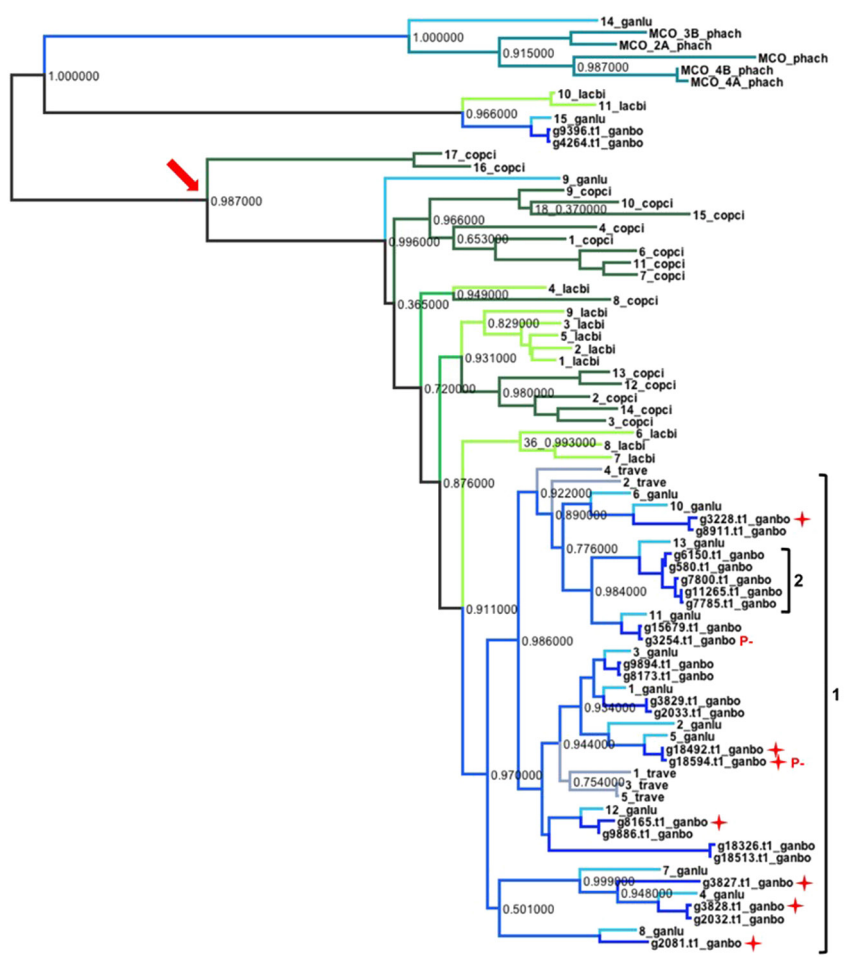 14_ganlu
MCO_3B_phach
1.000000
MCO_2A_phach
0.915000
MCO_phach
0.987000
MCO_4B_phach
1.000000
MCO_4A_phach
10_lacbi
11_lacbi
0.966000
15_ganlu
g9396.t1_ganbo
g4264.t1_ganbo
17_copci
16_copci
9_ganlu
0.987000
9_copci
10_copci
18_0.370000
15_copci
0.966000
4_copci
0.996000
0.653000
1_copci
6_copci
11_copci
7_copci
4_lacbi
0.949000
8_copci
0.365000
9_lacbi
0.829000
3_lacbi
5_lacbi
2_lacbi
0.931000
1_lacbi
13_copci
12_copci
0.720000
0.980000
2_copci
14_copci
3_copci
6_lacbi
36_0.993000
8_lacbi
7_lacbi
4_trave
0.876000
2_trave
0.922000
6_ganlu
10_ganlu
0.890000
g3228.t1_ganbo
g8911.t1_ganbo
13_ganlu
0.776000
g6150.t1_ganbo
g580.t1_ganbo
g7800.t1_ganbo
2
0.984000
g11265.t1_ganbo
g7785.t1_ganbo
0.911000
11_ganlu
g15679.t1_ganbo
0.986000
g3254.t1_ganbo P-
3_ganlu
g9894.t1_ganbo
g8173.t1_ganbo
1_ganlu
1
g3829.t1_ganbo
0.934000
g2033.t1_ganbo
2_ganlu
5_ganlu
0.944000
g18492.t1_ganbo
g18594.t1_ganbo P-
0.970000
1_trave
0.754000
3_trave
5_trave
12_ganlu
g8165.t1_ganbo
g9886.t1_ganbo
g18326.t1_ganbo
g18513.t1_ganbo
7_ganlu
0.999000
g3827.t1_ganbo
0.948000
4_ganlu
0.501000
g3828.t1_ganbo
g2032.t1_ganbo
8_ganlu
g2081.t1_ganbo